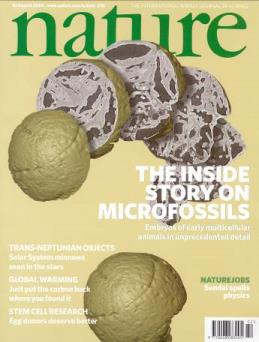 THE INTERNATIONAL WEEKLY JOURNAL OF SCIENCE
nature
THE INSIDE
STORY ON
MICROFOSSILS
Embryos of early multicellular
animals in unprecedented detail
TRANS-NEPTUNIAN OBJECTS
Solar System minnows
seen in the stars
GLOBAL WARMING
Just put the carbon back
where you found it
STEM CELL RESEARCH
Egg donors deserve better
NATUREJOBS
Sendai spells
physics